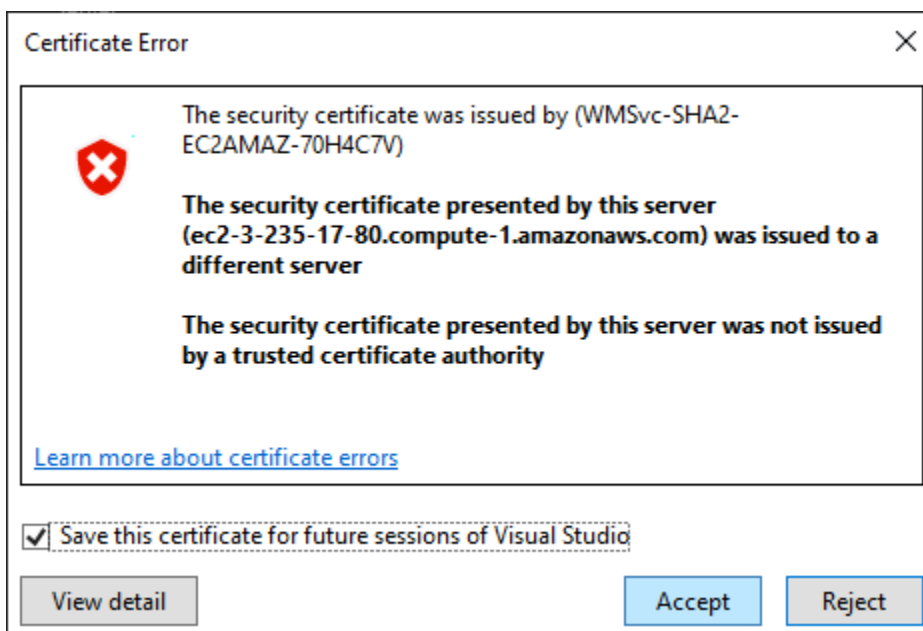 Certificate Error
The security certificate was issued by (WMSvc-SHA2-
EC2AMAZ-70H4C7V)
The security certificate presented by this server
(ec2-3-235-17-80.compute-1.amazonaws.com) was issued to a
different server
The security certificate presented by this server was not issued
by a trusted certificate authority
Learn more about certificate errors
Save this certificate for future sessions of Visual Studio
View detail
Accept
Reject